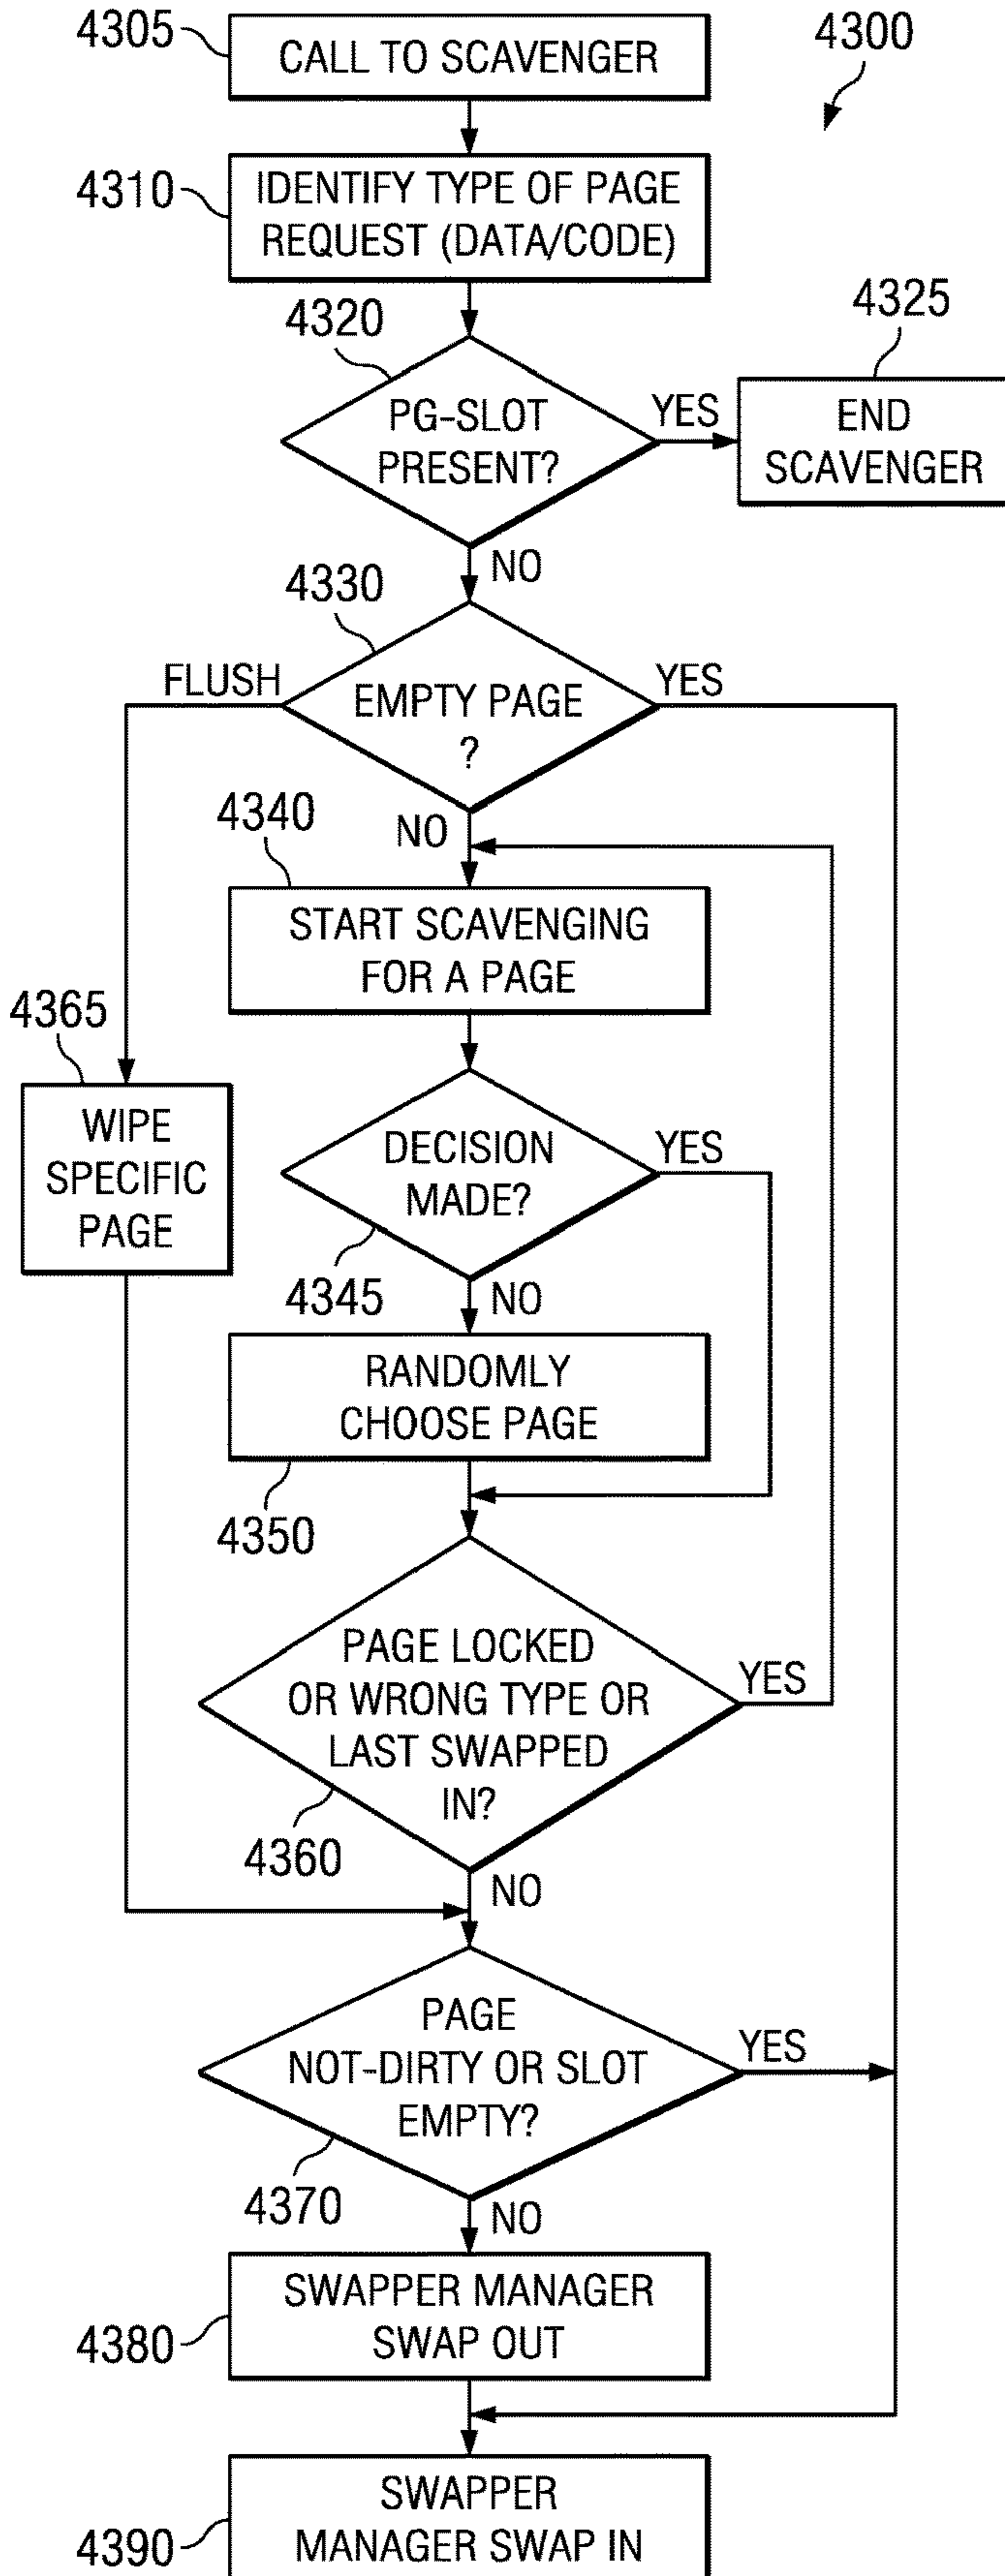 4305
CALL TO SCAVENGER
4300
4310
IDENTIFY TYPE OF PAGE
REQUEST (DATA/CODE)
4320
PG-SLOT
PRESENT?
YES
4325
END
SCAVENGER
NO
4330
FLUSH
EMPTY PAGE
?
YES
NO
4340
START SCAVENGING
FOR A PAGE
4365
WIPE
SPECIFIC
PAGE
DECISION
MADE?
YES
4345
NO
RANDOMLY
CHOOSE PAGE
4350
PAGE LOCKED
OR WRONG TYPE OR
LAST SWAPPED
IN?
YES
4360
NO
PAGE
NOT-DIRTY OR SLOT
EMPTY?
YES
4370
NO
SWAPPER MANAGER
SWAP OUT
4380
SWAPPER
MANAGER SWAP IN
4390